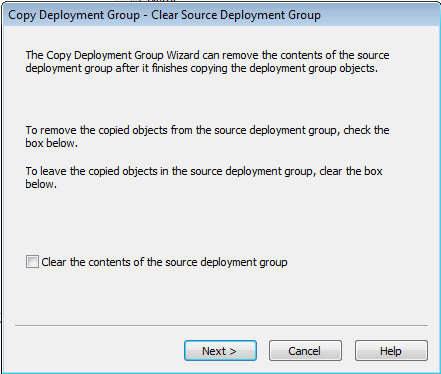 Copy Deployment Group - Clear Source Deployment Group
The Copy Deployment Group Wizard can remove the contents of the source
deployment group after it finishes copying the deployment group objects.
To remove the copied objects from the source deployment group, check the
box below.
To leave the copied objects in the source deployment group, clear the box
below.
Clear the contents of the source deployment group
Next >
Cancel
Help